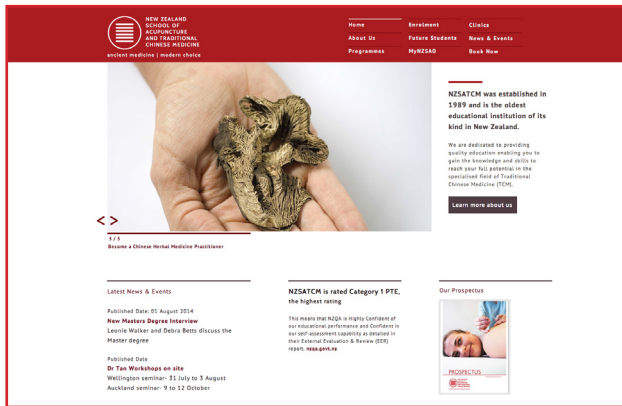 NEW ZEALAND
SCHOOL OF
ACUPUNCTURE
AND TRADITIONAL
CHINESE MEDICINE
ancient medicine | modern choice
Home
Enrolment
Clinics
About Us
Future Students
News & Events
Programmes
MyNZSAO
Book Now
NZSATCM was established in
1989 and is the oldest
educational institution of its
kind in New Zealand.
We are dedicated to providing
quality education enabling you to
gain the knowledge and skills to
reach your full potential in the
specialised field of Traditional
Chinese Medicine (TCM).
Learn more about us
< >
3 / 3
Become a Chinese Herbal Medicine Practitioner
Latest News & Events
Published Date: 01 August 2014
New Masters Degree Interview
Leonie Walker and Debra Betts discuss the
Master degree
Published Date
Dr Tan Workshops on site
Wellington seminar- 31 July to 3 August
Auckland seminar- 9 to 12 October
NZSATCM is rated Category 1 PTE,
the highest rating
This means that NZQA is Highly Confident of
our educational performance and Confident in
our self-assessment capability as detailed in
their External Evaluation & Review (EER)
report. nzqa.govt.nz
Our Prospectus
PROSPECTUS